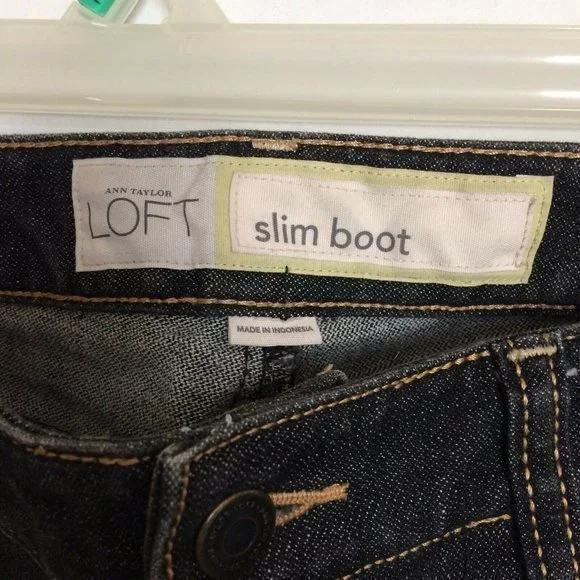 ANN TAYLOR
LOFT
slim boot
MADE IN INDONESIA